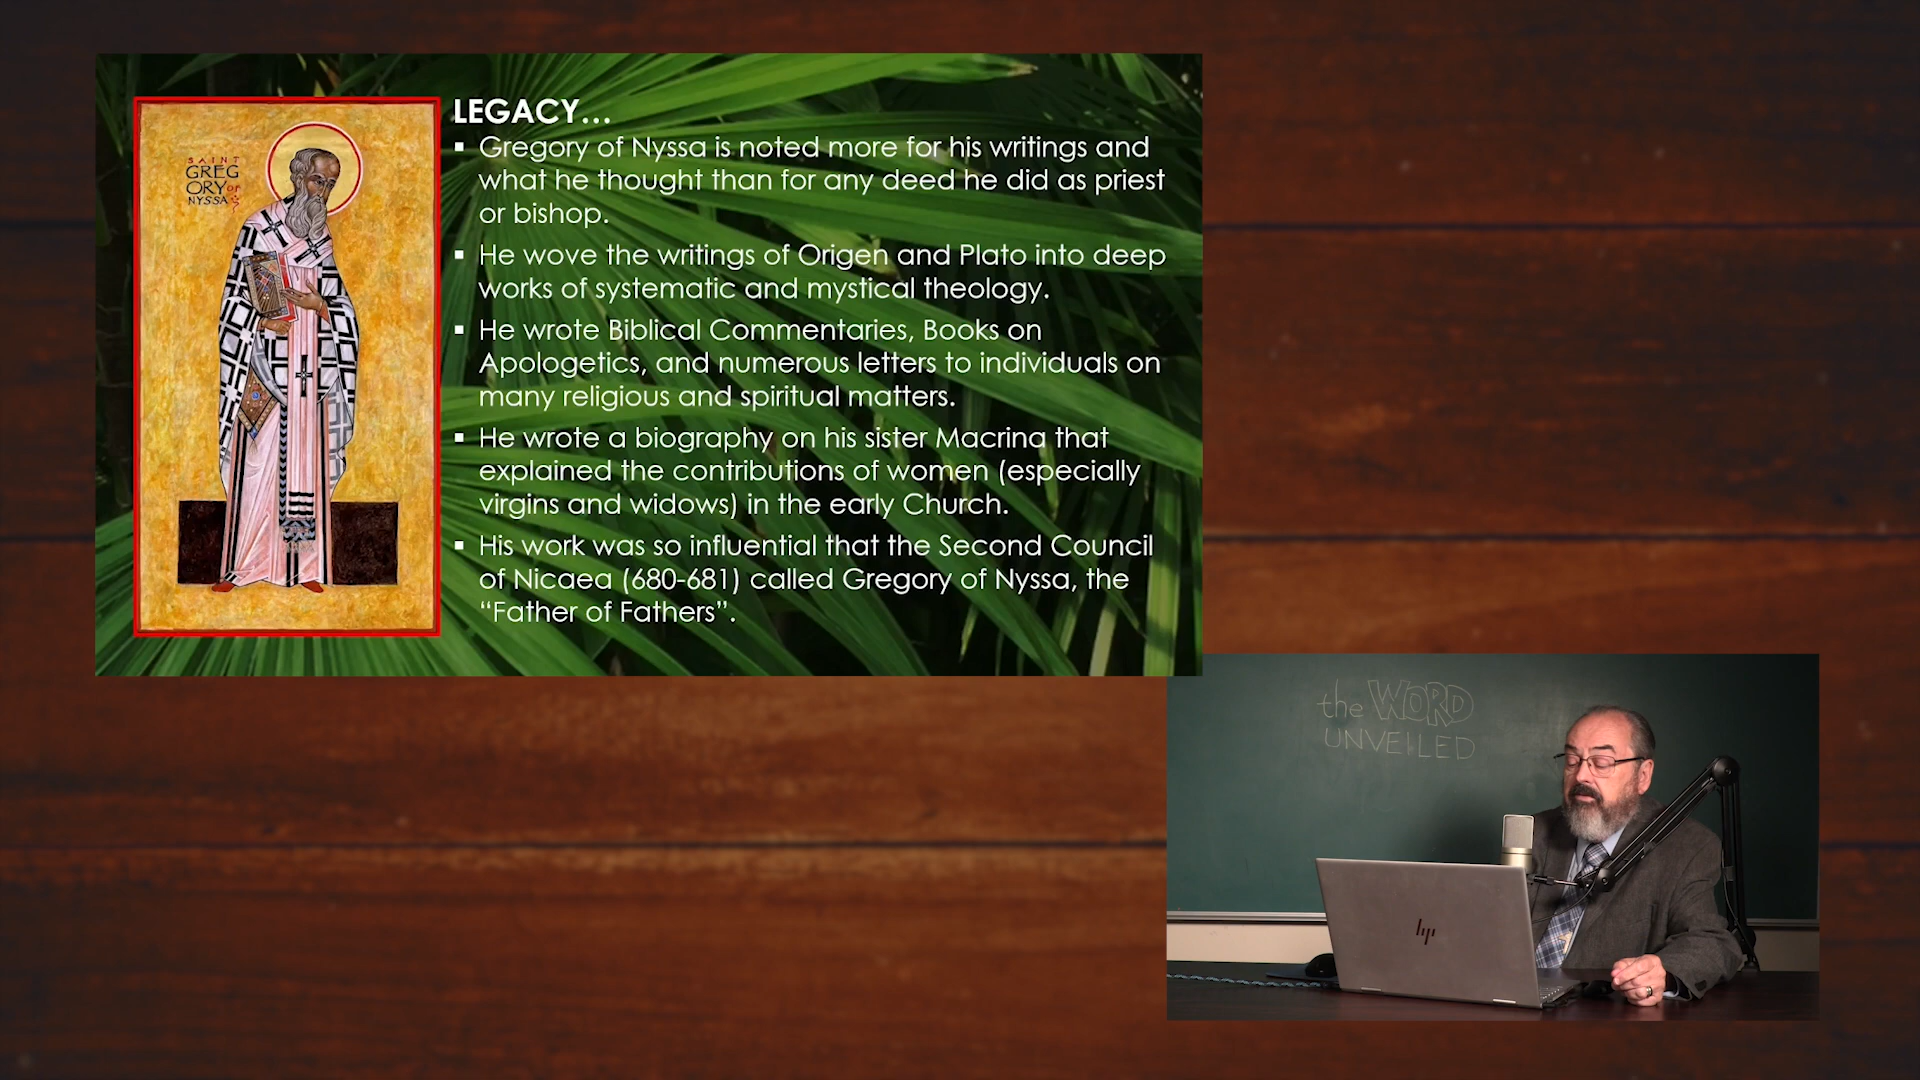 SAINT
GREG
ORY of
NYSSA
LEGACY…
▪ Gregory of Nyssa is noted more for his writings and
what he thought than for any deed he did as priest
or bishop.
▪ He wove the writings of Origen and Plato into deep
works of systematic and mystical theology.
▪ He wrote Biblical Commentaries, Books on
Apologetics, and numerous letters to individuals on
many religious and spiritual matters.
▪ He wrote a biography on his sister Macrina that
explained the contributions of women (especially
virgins and widows) in the early Church.
▪ His work was so influential that the Second Council
of Nicaea (680-681) called Gregory of Nyssa, the
“Father of Fathers”.
the WORD
UNVEILED
hp